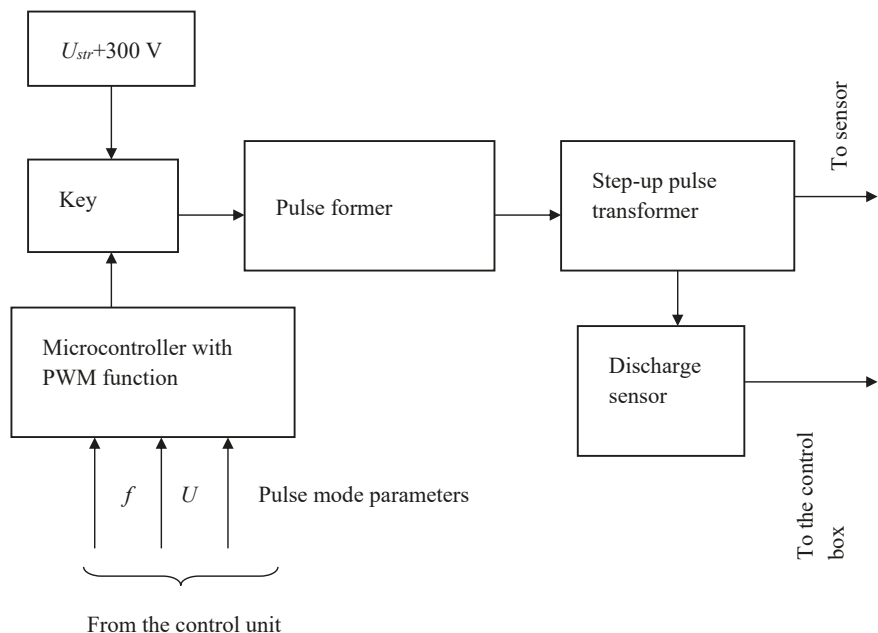 Ustr+300 V
Key
Pulse former
Step-up pulse
transformer
To sensor
Microcontroller with
PWM function
Discharge
sensor
f
U
Pulse mode parameters
To the control
box
From the control unit